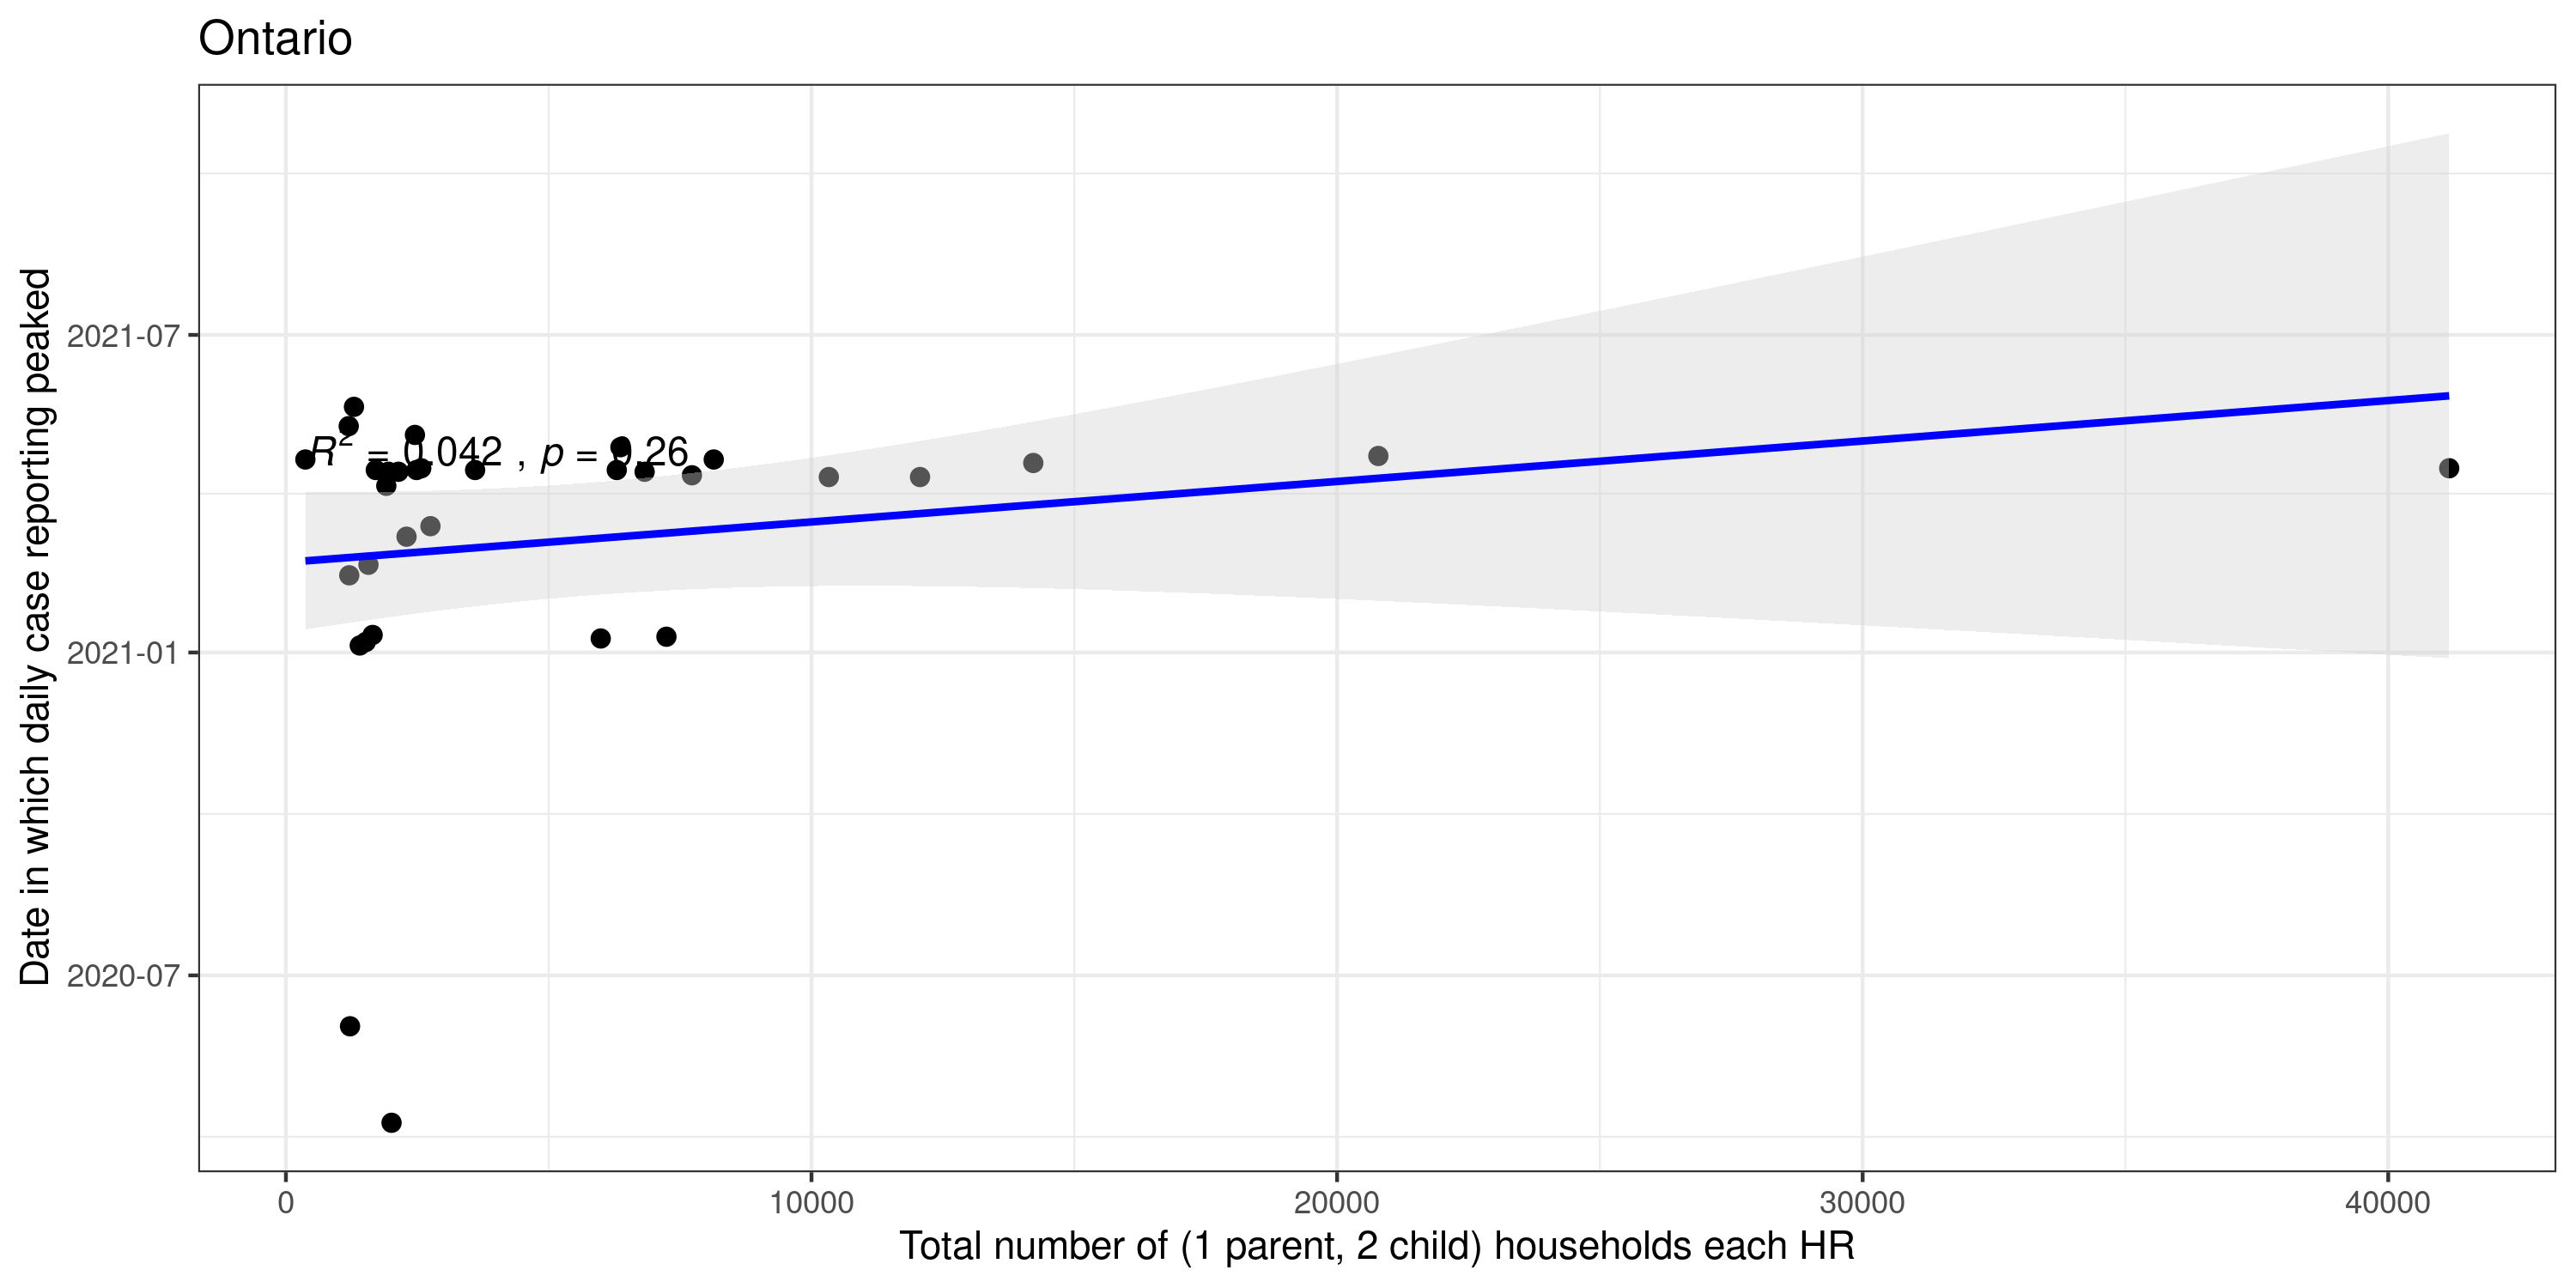 Ontario
Date in which daily case reporting peaked
2021-07
2021-01
2020-07
R² = 0.042 , p = 0.26
0 10000 20000 30000 40000
Total number of (1 parent, 2 child) households each HR